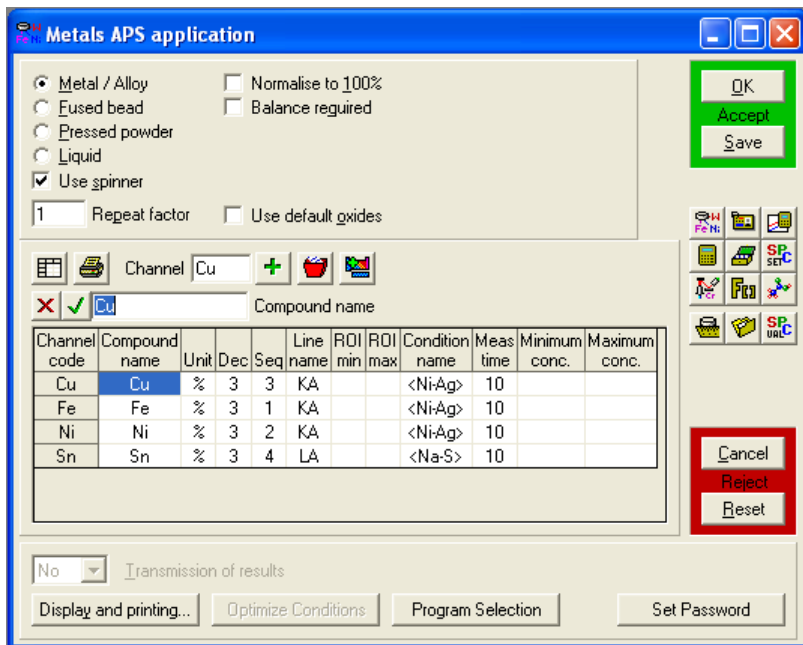 Metals APS application
Metal / Alloy
Normalise to 100%
Fused bead
Balance required
Pressed powder
Liquid
Use spinner
1 Repeat factor
Use default oxides
OK
Accept
Save
Channel Cu
Cu Compound name
Channel code Compound name Unit Dec Seq Line name ROI min ROI max Condition name Meas time Minimum conc. Maximum conc.
Cu Cu % 3 3 KA <Ni-Ag> 10
Fe Fe % 3 1 KA <Ni-Ag> 10
Ni Ni % 3 2 KA <Ni-Ag> 10
Sn Sn % 3 4 LA <Na-S> 10
Cancel
Reject
Reset
No Transmission of results
Display and printing... Optimize Conditions Program Selection Set Password